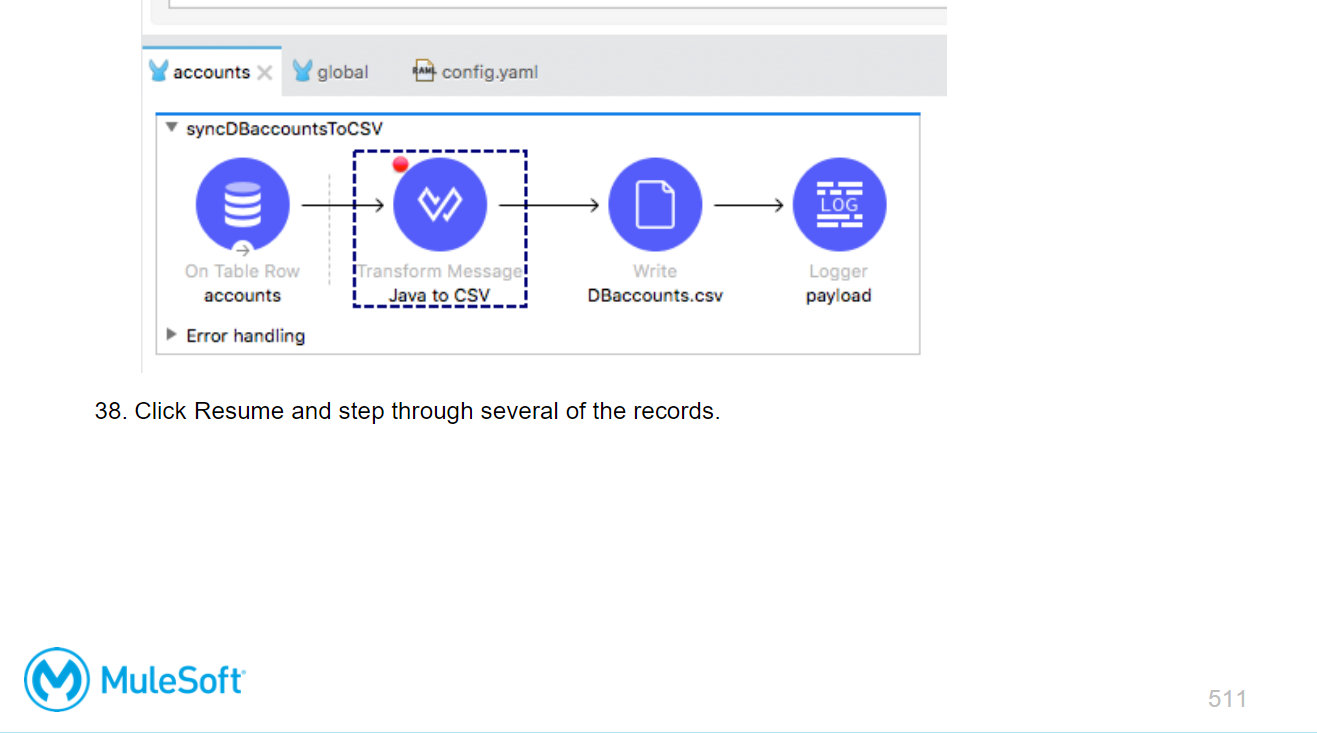 accounts global RAML config.yaml
syncDBaccountsToCSV
LOG
On Table Row Transform Message Write Logger
accounts Java to CSV DBaccounts.csv payload
Error handling
38. Click Resume and step through several of the records.
MuleSoft
511